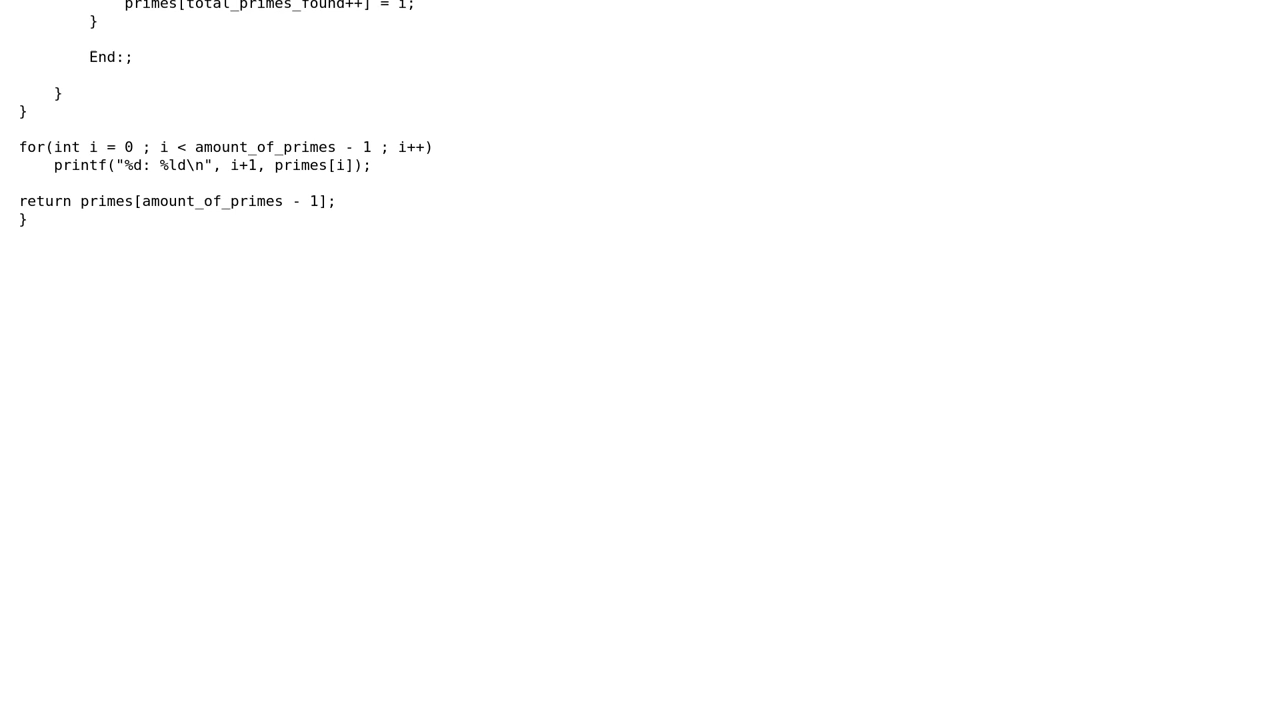 primes[total_primes_found++] = i;
        }

        End:;

    }
}

for(int i = 0 ; i < amount_of_primes - 1 ; i++)
    printf("%d: %ld\n", i+1, primes[i]);

return primes[amount_of_primes - 1];
}